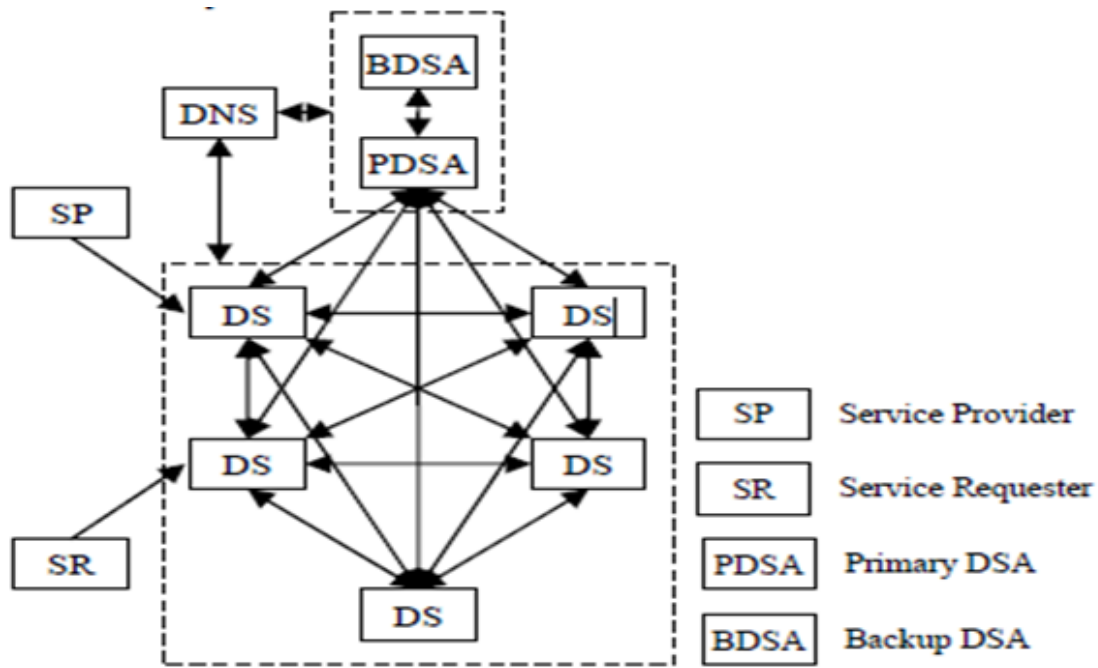 BDSA
DNS
PDSA
SP
DS DS
DS DS
SR
DS
SP Service Provider
SR Service Requester
PDSA Primary DSA
BDSA Backup DSA